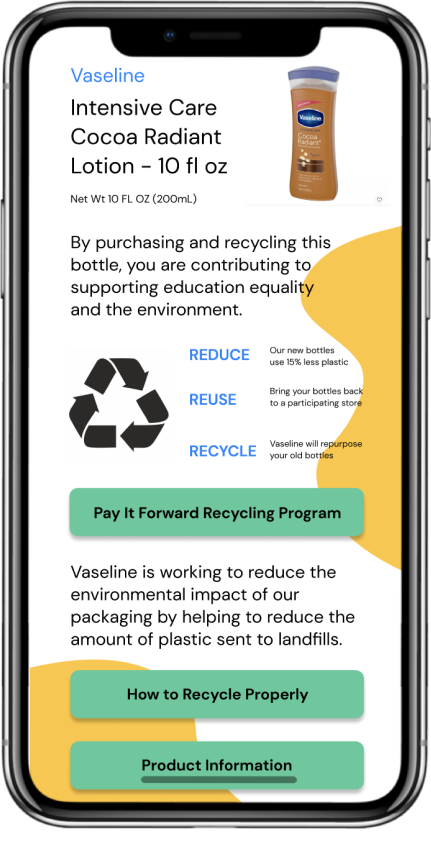 Vaseline
Intensive Care
Cocoa Radiant
Lotion - 10 fl oz
Net Wt 10 FL OZ (200mL)
Vaseline
Cocoa
Radiant
By purchasing and recycling this
bottle, you are contributing to
supporting education equality
and the environment.
REDUCE
Our new bottles
use 15% less plastic
REUSE
Bring your bottles back
to a participating store
RECYCLE
Vaseline will repurpose
your old bottles
Pay It Forward Recycling Program
Vaseline is working to reduce the
environmental impact of our
packaging by helping to reduce the
amount of plastic sent to landfills.
How to Recycle Properly
Product Information